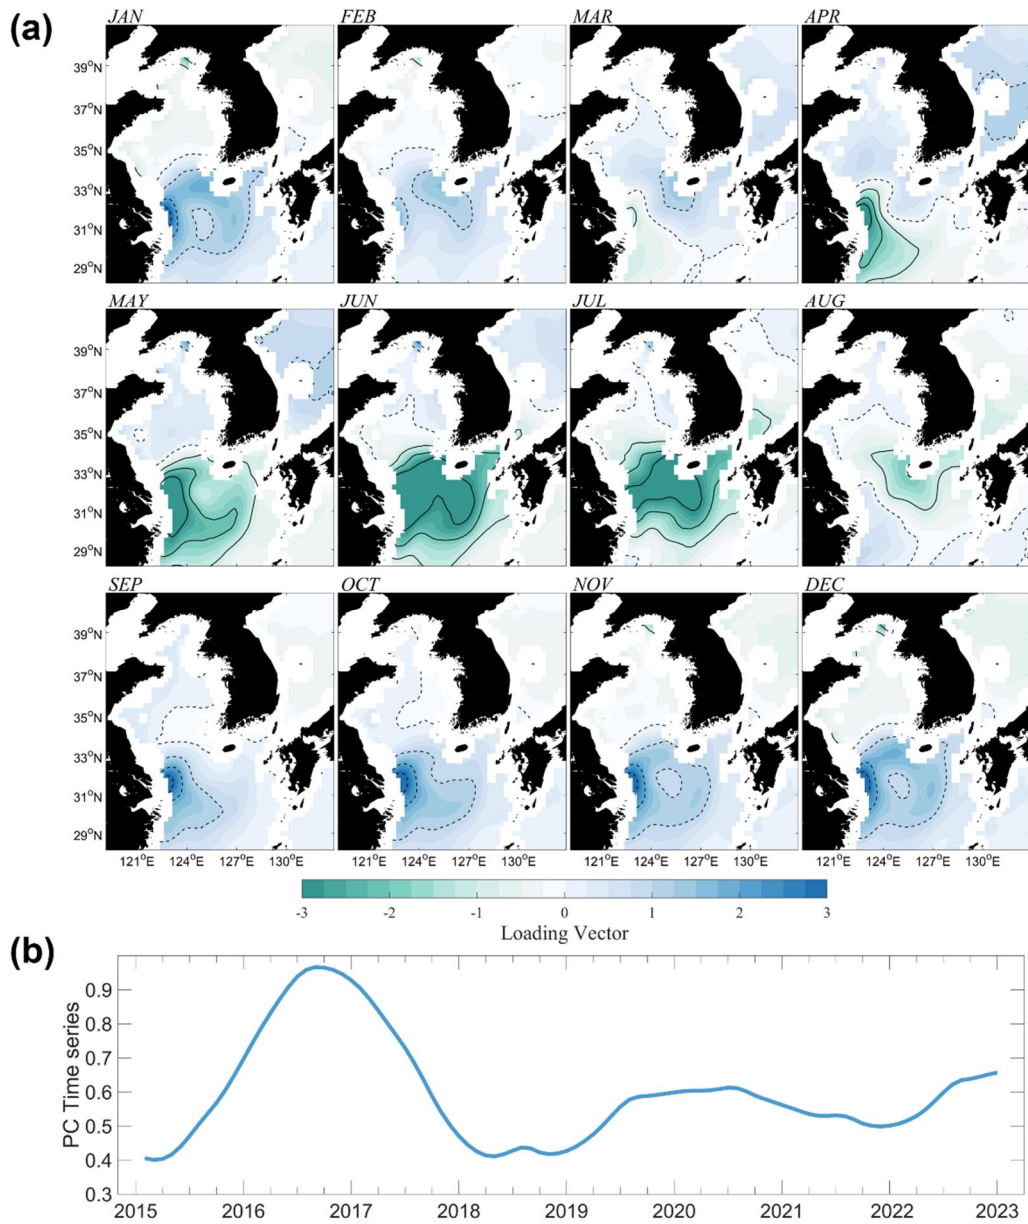 (a)
JAN FEB MAR APR
39°N
37°N
35°N
33°N
31°N
29°N
MAY JUN JUL AUG
39°N
37°N
35°N
33°N
31°N
29°N
SEP OCT NOV DEC
39°N
37°N
35°N
33°N
31°N
29°N
121°E 124°E 127°E 130°E 121°E 124°E 127°E 130°E 121°E 124°E 127°E 130°E 121°E 124°E 127°E 130°E
-3 -2 -1 0 1 2 3
Loading Vector
(b)
PC Time series
0.9
0.8
0.7
0.6
0.5
0.4
0.3
2015 2016 2017 2018 2019 2020 2021 2022 2023